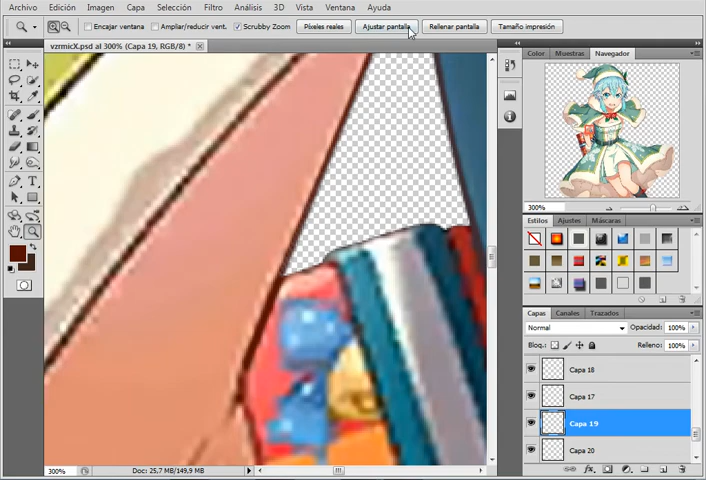 Archivo Edición Imagen Capa Selección Filtro Análisis 3D Vista Ventana Ayuda
Encajar ventana Ampliar/reducir vent. Scrubby Zoom Píxeles reales Ajustar pantalla Rellenar pantalla Tamaño impresión
vzrmicX.psd al 300% (Capa 19, RGB/8) *
Color Muestras Navegador
300%
Estilos Ajustes Máscaras
Capas Canales Trazados
Normal Opacidad: 100%
Bloq.: Relleno: 100%
Capa 18
Capa 17
Capa 19
Capa 20
300% Doc: 25,7 MB/149,9 MB